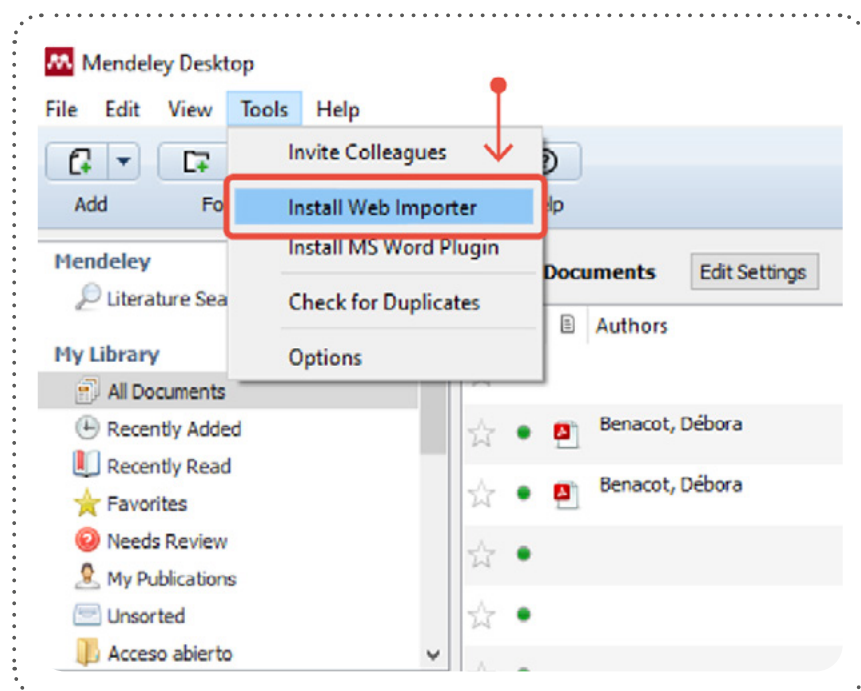 Mendeley Desktop
File Edit View Tools Help
Invite Colleagues
Install Web Importer
Install MS Word Plugin
Check for Duplicates
Options
Add Fo lp
Mendeley
Literature Sea
Documents Edit Settings
Authors
My Library
All Documents
Recently Added
Recently Read
Favorites
Needs Review
My Publications
Unsorted
Acceso abierto
Benacot, Débora
Benacot, Débora